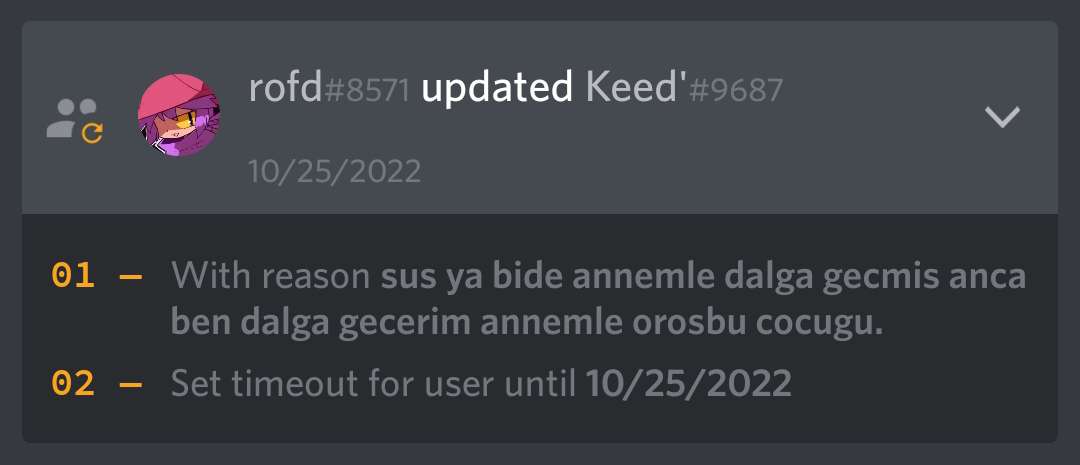 rofd#8571 updated Keed'#9687
10/25/2022
01 — With reason sus ya bide annemle dalga gecmis anca
ben dalga gecerim annemle orosbu cocugu.
02 — Set timeout for user until 10/25/2022